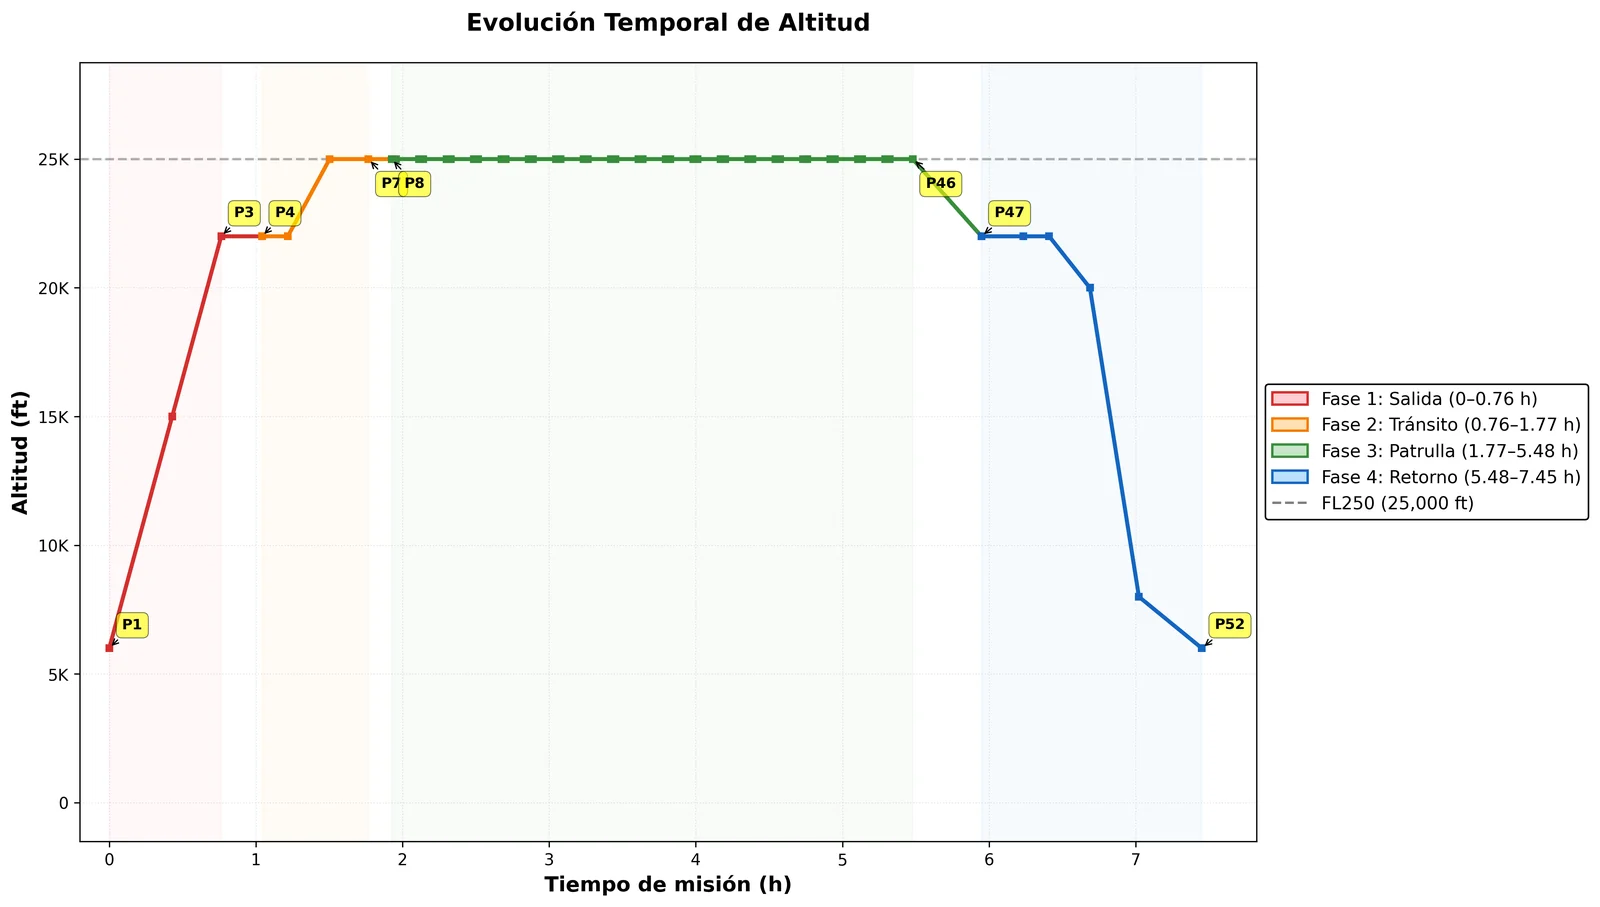 Evolución Temporal de Altitud
Altitud (ft)
25K
20K
15K
10K
5K
0
P1
P3
P4
P7
P8
P46
P47
P52
0 1 2 3 4 5 6 7
Tiempo de misión (h)
Fase 1: Salida (0–0.76 h)
Fase 2: Tránsito (0.76–1.77 h)
Fase 3: Patrulla (1.77–5.48 h)
Fase 4: Retorno (5.48–7.45 h)
FL250 (25,000 ft)